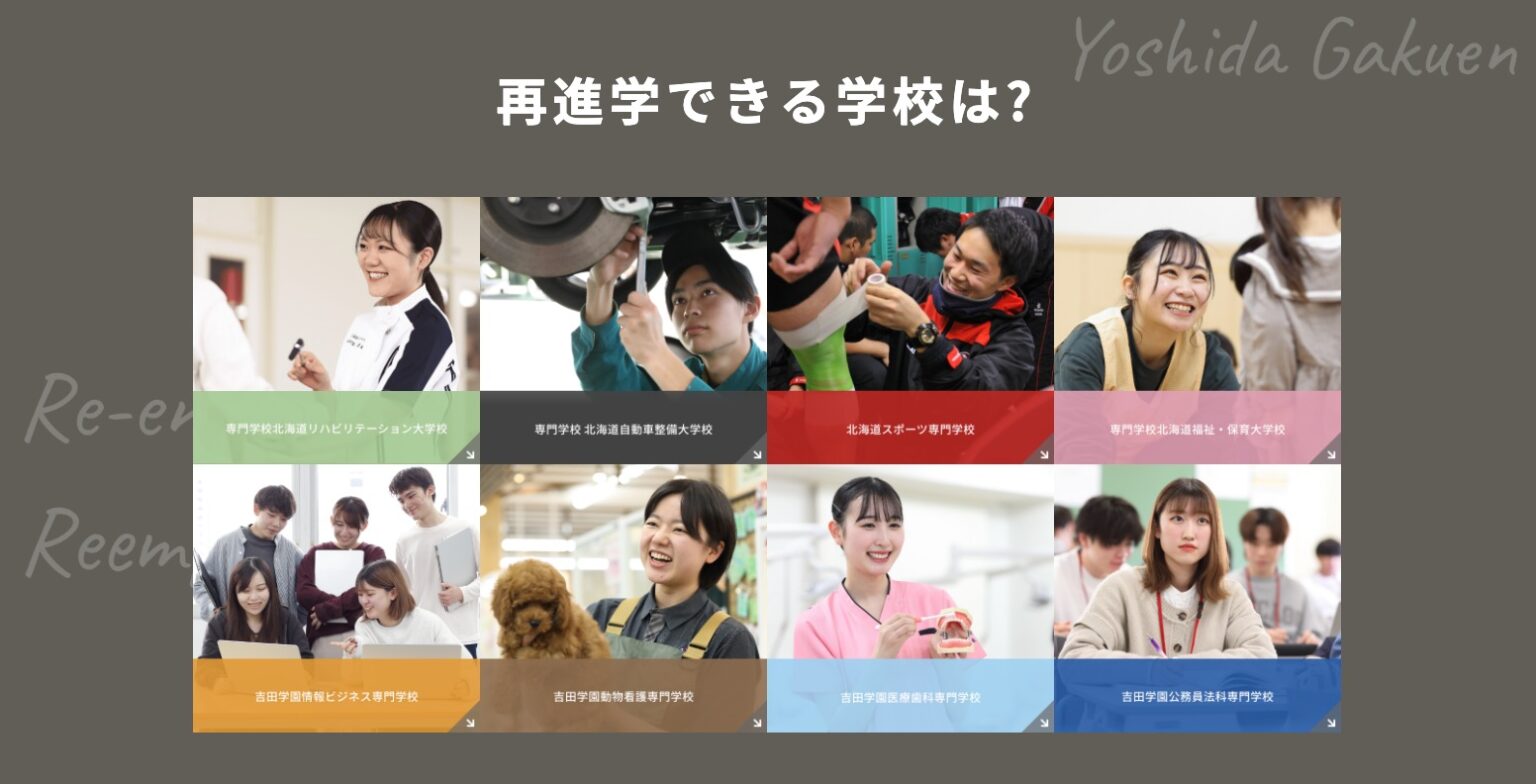 Yoshida Gakuen
再進学できる学校は?
専門学校北海道リハビリテーション大学校
専門学校 北海道自動車整備大学校
北海道スポーツ専門学校
専門学校北海道福祉・保育大学校
Re-en
Reem
吉田学園情報ビジネス専門学校
吉田学園動物看護専門学校
吉田学園医療歯科専門学校
吉田学園公務員法科専門学校